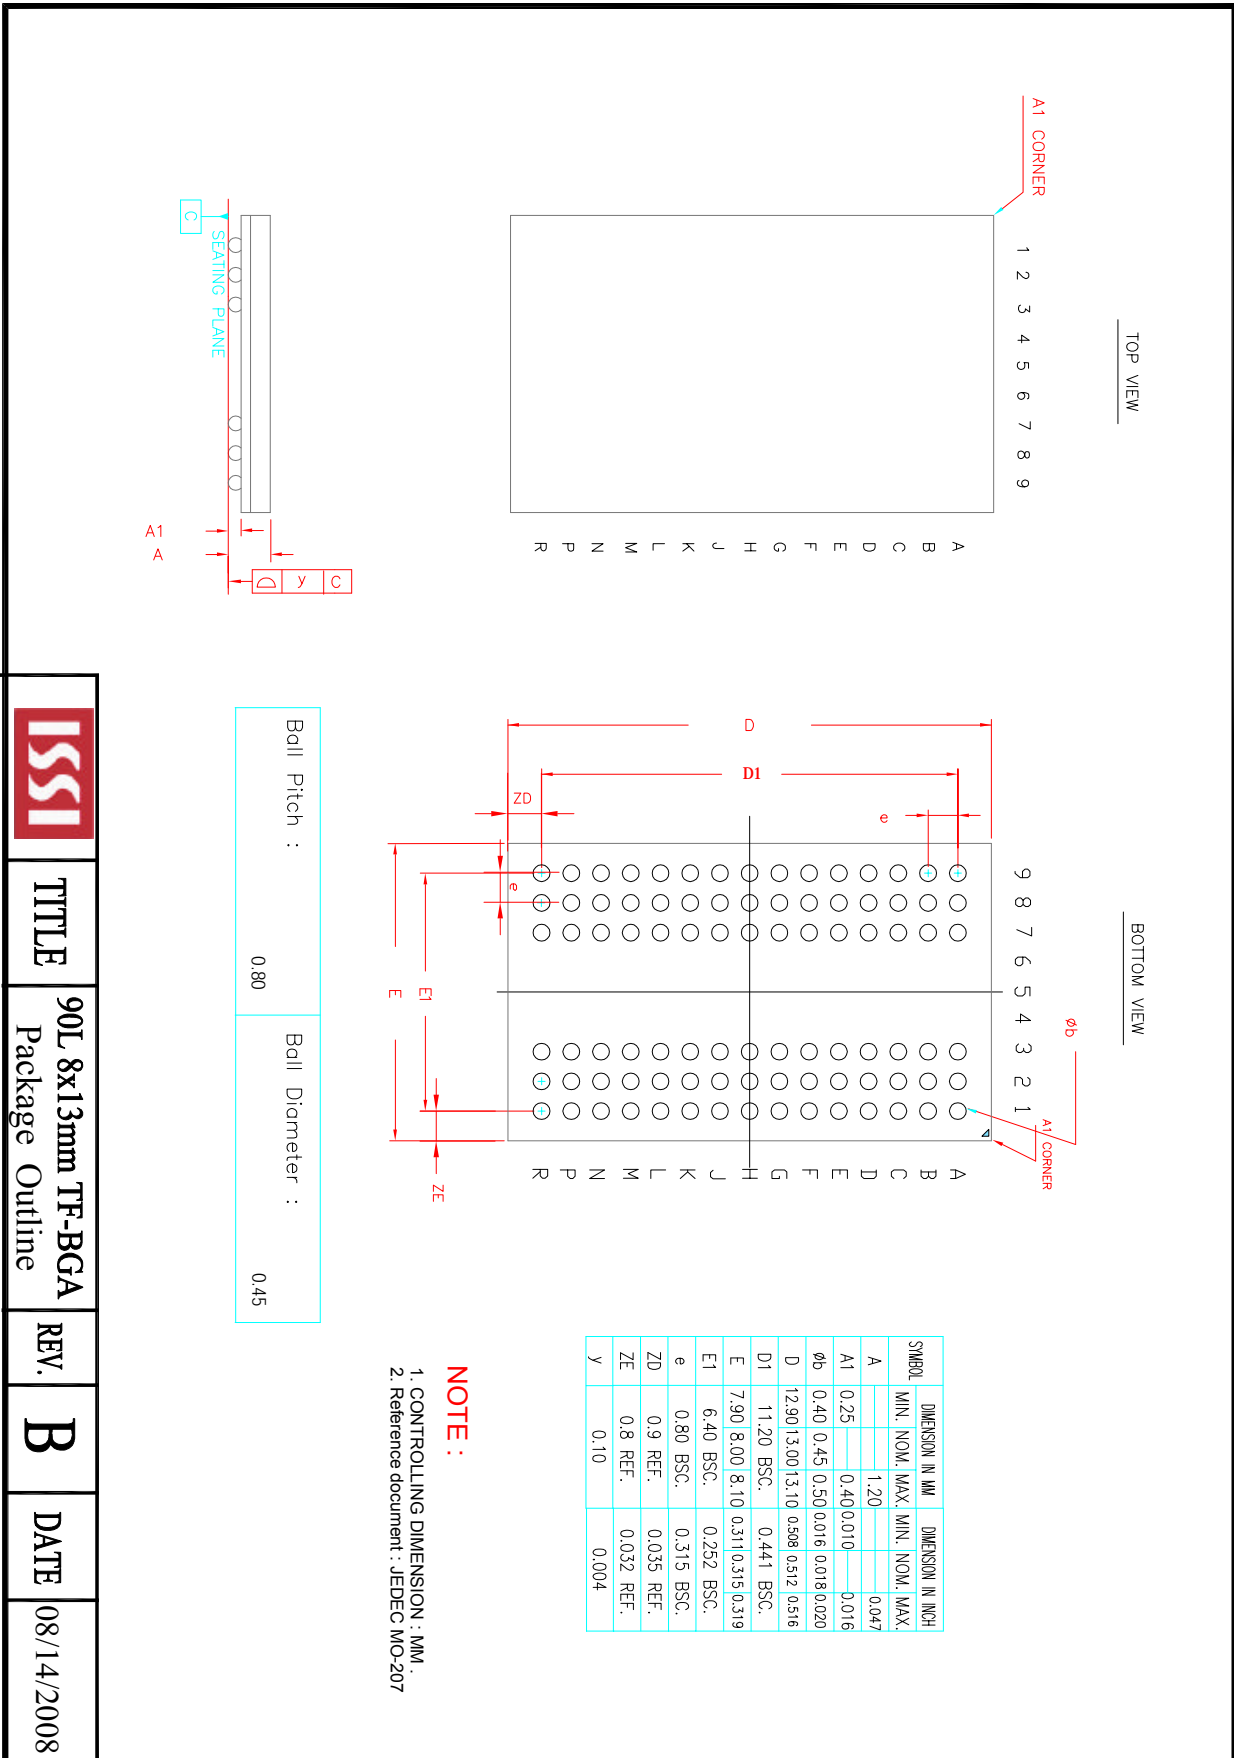 TOP VIEW
A1 CORNER
1 2 3 4 5 6 7 8 9
A
B
C
D
E
F
G
H
J
K
L
M
N
P
R
SEATING PLANE
C
A1
A
y C
BOTTOM VIEW
Øb
A1 CORNER
9 8 7 6 5 4 3 2 1
A
B
C
D
E
F
G
H
J
K
L
M
N
P
R
D
D1
e
ZD
e
E1
E
ZE
Ball Pitch :
0.80
Ball Diameter :
0.45
SYMBOL DIMENSION IN MM DIMENSION IN INCH
MIN. NOM. MAX. MIN. NOM. MAX.
A 1.20 0.047
A1 0.25 0.40 0.010 0.016
Øb 0.40 0.45 0.50 0.016 0.018 0.020
D 12.90 13.00 13.10 0.508 0.512 0.516
D1 11.20 BSC. 0.441 BSC.
E 7.90 8.00 8.10 0.311 0.315 0.319
E1 6.40 BSC. 0.252 BSC.
e 0.80 BSC. 0.315 BSC.
ZD 0.9 REF. 0.035 REF.
ZE 0.8 REF. 0.032 REF.
y 0.10 0.004
NOTE :
1. CONTROLLING DIMENSION : MM .
2. Reference document : JEDEC MO-207
ISSI
TITLE
90L 8x13mm TF-BGA
Package Outline
REV.
B
DATE
08/14/2008